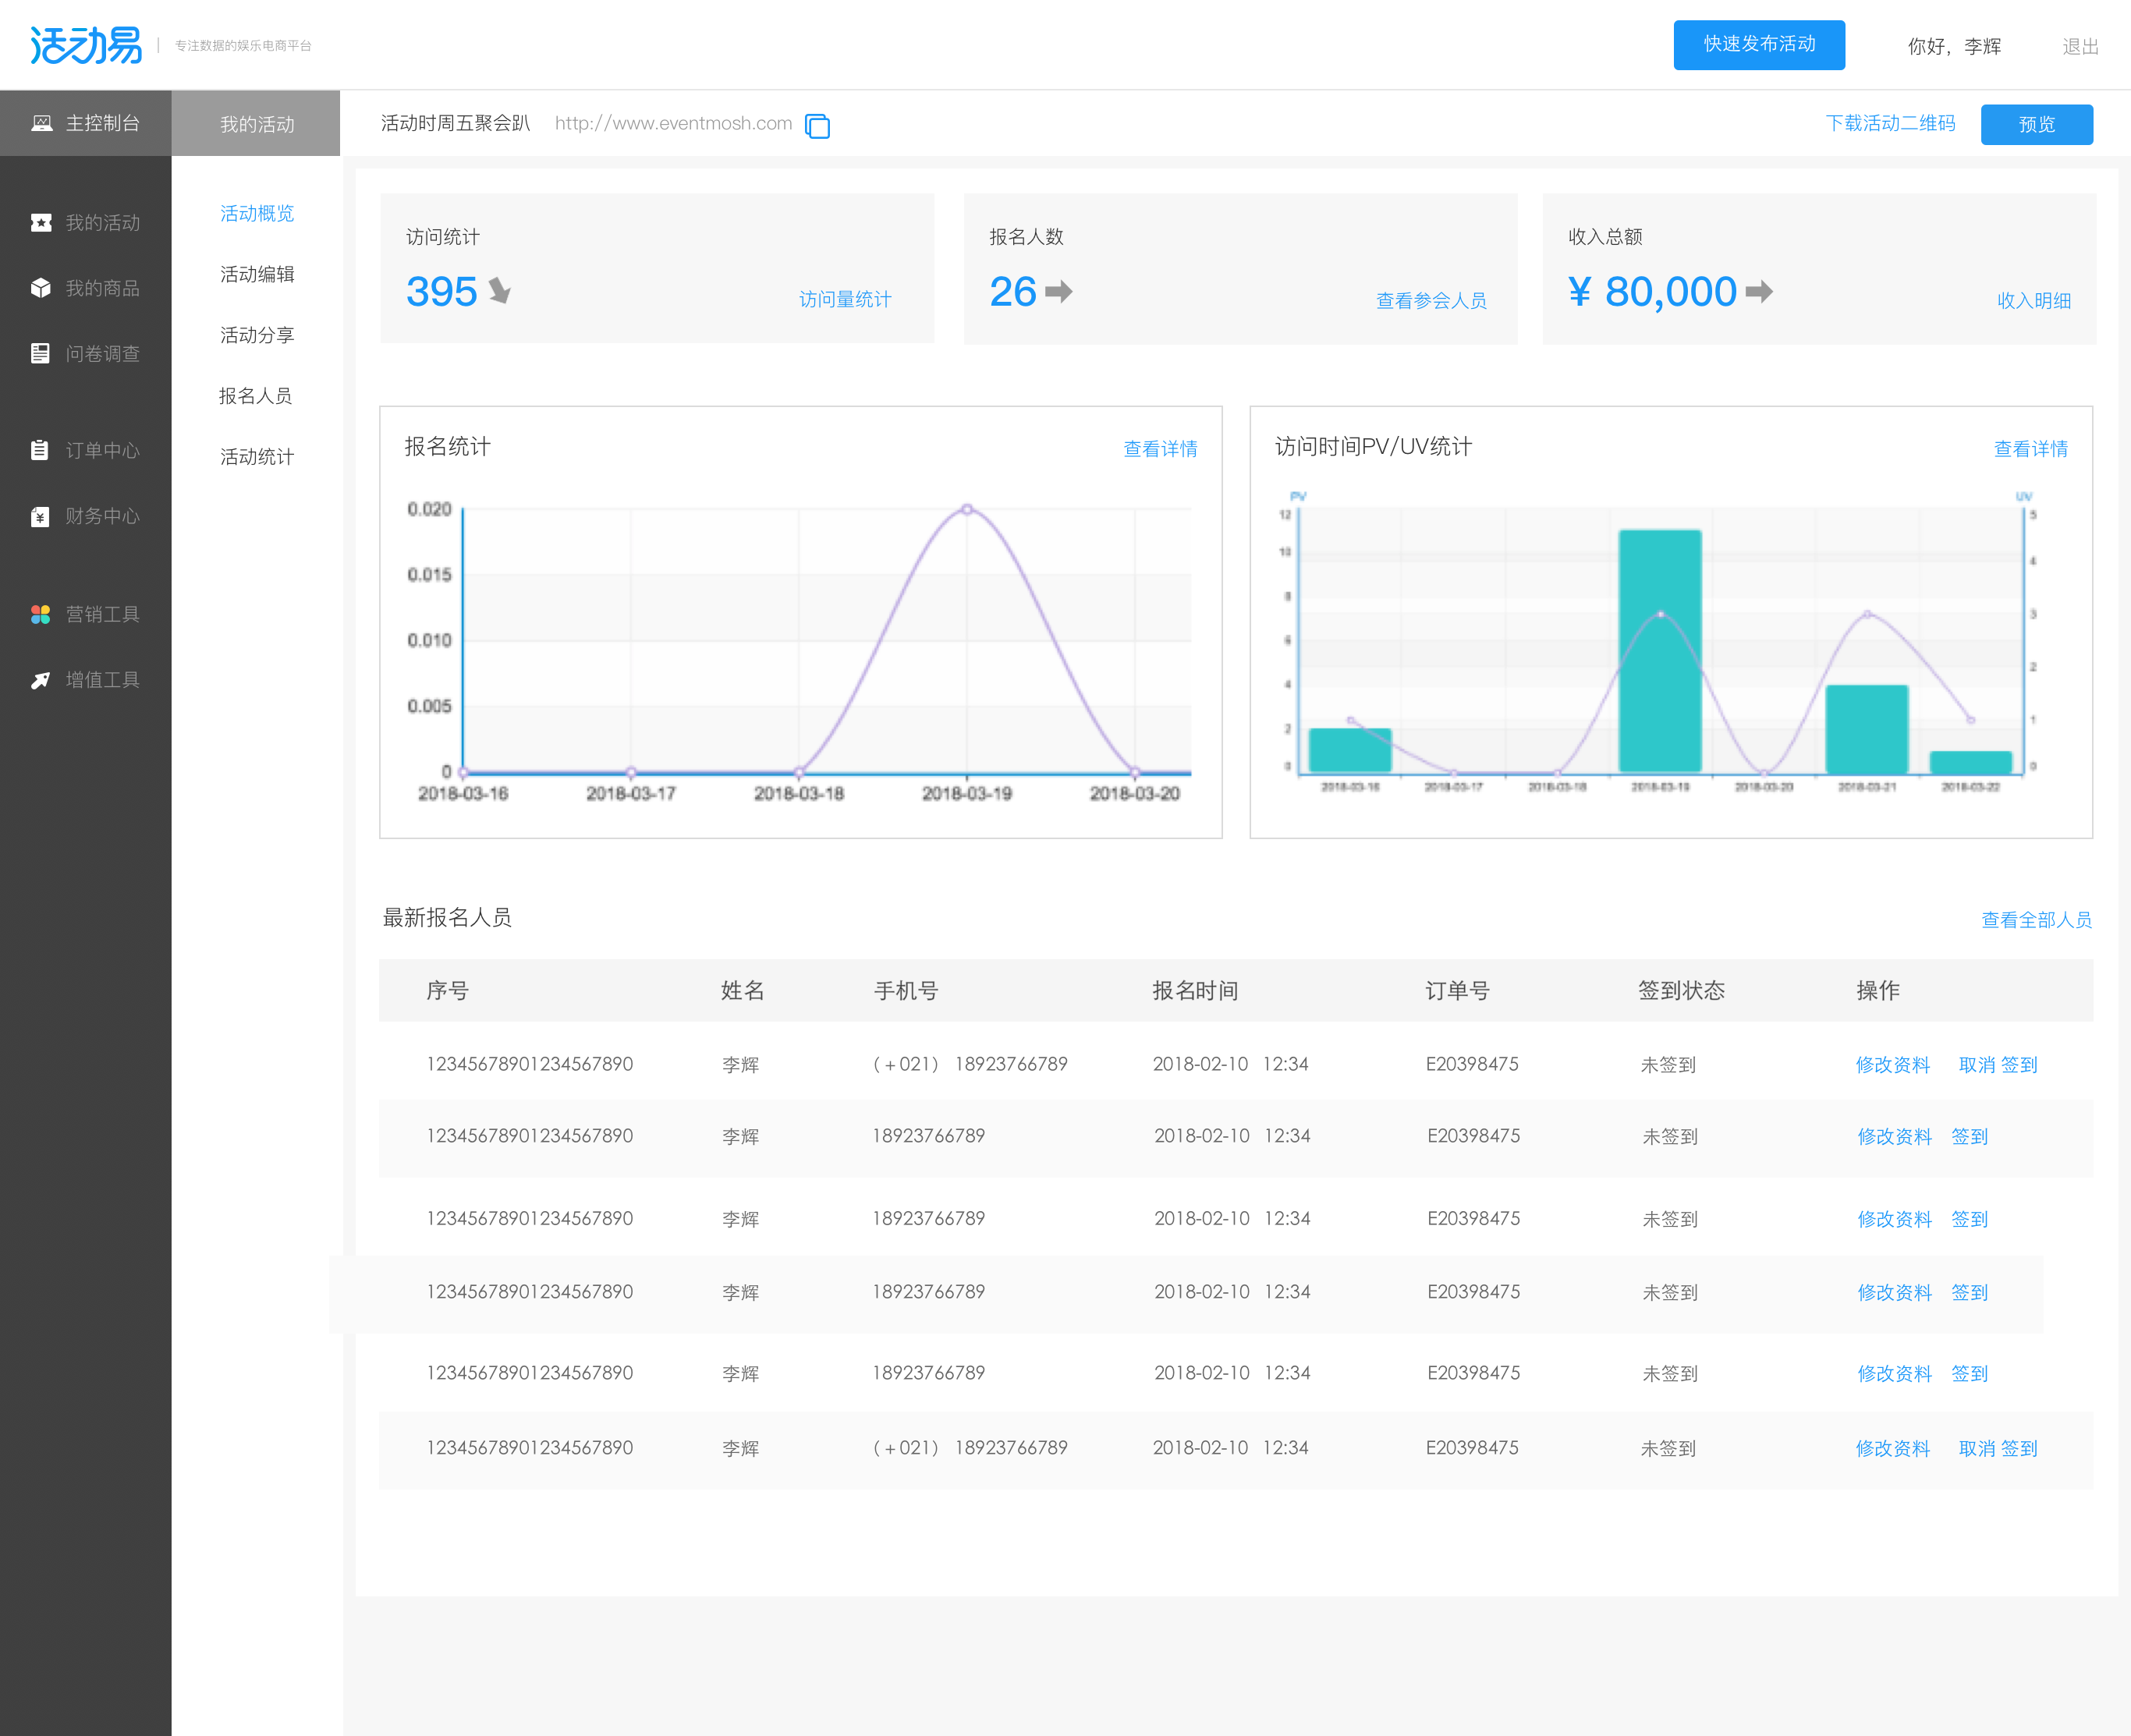 活动易
专注数据的娱乐电商平台
快速发布活动
你好，李辉
退出
主控制台
我的活动
活动时周五聚会趴 http://www.eventmosh.com
下载活动二维码
预览
我的活动
我的商品
问卷调查
订单中心
财务中心
营销工具
增值工具
活动概览
活动编辑
活动分享
报名人员
活动统计
访问统计
395
访问量统计
报名人数
26
查看参会人员
收入总额
¥ 80,000
收入明细
报名统计
查看详情
0.020
0.015
0.010
0.005
0
2018-03-16 2018-03-17 2018-03-18 2018-03-19 2018-03-20
访问时间PV/UV统计
查看详情
PV UV
12 5
10 4
8 3
6 2
4 1
2 0
0
2018-03-16 2018-03-17 2018-03-18 2018-03-19 2018-03-20 2018-03-21 2018-03-22
最新报名人员
查看全部人员
序号 姓名 手机号 报名时间 订单号 签到状态 操作
12345678901234567890 李辉 （+021） 18923766789 2018-02-10 12:34 E20398475 未签到 修改资料 取消 签到
12345678901234567890 李辉 18923766789 2018-02-10 12:34 E20398475 未签到 修改资料 签到
12345678901234567890 李辉 18923766789 2018-02-10 12:34 E20398475 未签到 修改资料 签到
12345678901234567890 李辉 18923766789 2018-02-10 12:34 E20398475 未签到 修改资料 签到
12345678901234567890 李辉 18923766789 2018-02-10 12:34 E20398475 未签到 修改资料 签到
12345678901234567890 李辉 （+021） 18923766789 2018-02-10 12:34 E20398475 未签到 修改资料 取消 签到